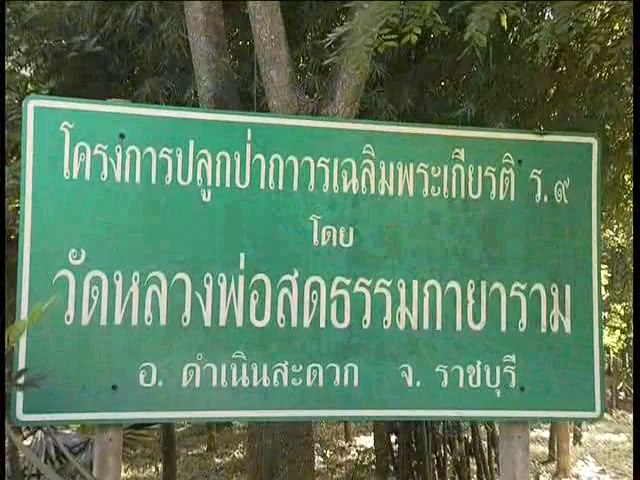 โครงการปลูกป่าถาวรเฉลิมพระเกียรติ ร.๙
โดย
วัดหลวงพ่อสดธรรมกายาราม
อ. ดำเนินสะดวก จ. ราชบุรี